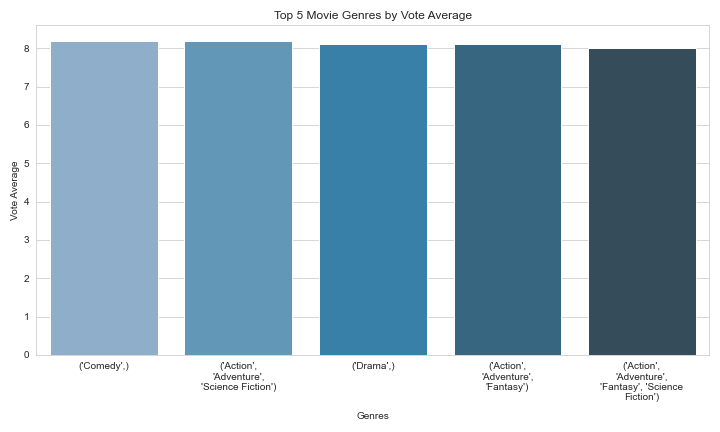 Top 5 Movie Genres by Vote Average
Vote Average
8
7
6
5
4
3
2
1
0
('Comedy',)
('Action',
'Adventure',
'Science Fiction')
('Drama',)
('Action',
'Adventure',
'Fantasy')
('Action',
'Adventure',
'Fantasy', 'Science
Fiction')
Genres